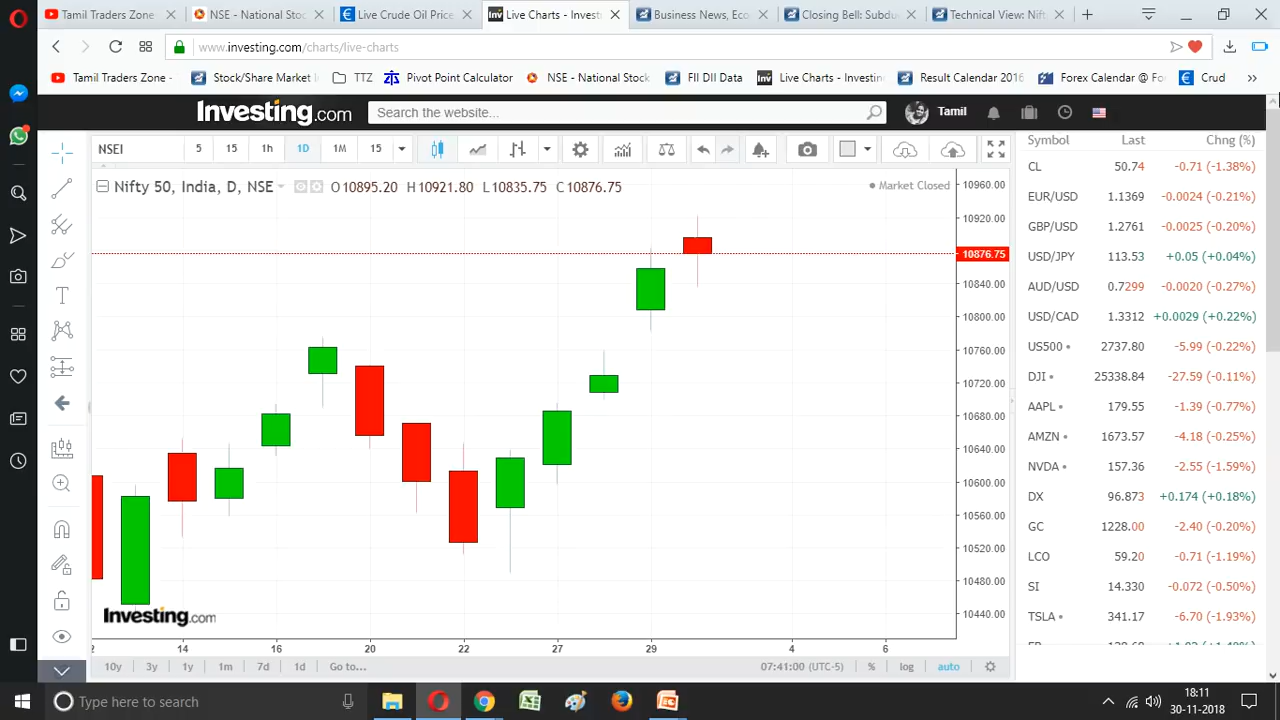 Tamil Traders Zone
NSE - National Stoc
Live Crude Oil Price
Live Charts - Invest
Business News, Eco
Closing Bell: Subdu
Technical View: Nift
www.investing.com/charts/live-charts
Tamil Traders Zone -
Stock/Share Market I
TTZ
Pivot Point Calculator
NSE - National Stock
FII DII Data
Live Charts - Investin
Result Calendar 2016
Forex Calendar @ Fo
Crud
Investing.com
Search the website...
Tamil
NSEI
5
15
1h
1D
1M
15
Nifty 50, India, D, NSE
O10895.20 H10921.80 L10835.75 C10876.75
Market Closed
10960.00
10920.00
10876.75
10840.00
10800.00
10760.00
10720.00
10680.00
10640.00
10600.00
10560.00
10520.00
10480.00
10440.00
Investing.com
2 14 16 20 22 27 29 4 6
10y 3y 1y 1m 7d 1d Go to...
07:41:00 (UTC-5) % log auto
Symbol Last Chng (%)
CL 50.74 -0.71 (-1.38%)
EUR/USD 1.1369 -0.0024 (-0.21%)
GBP/USD 1.2761 -0.0025 (-0.20%)
USD/JPY 113.53 +0.05 (+0.04%)
AUD/USD 0.7299 -0.0020 (-0.27%)
USD/CAD 1.3312 +0.0029 (+0.22%)
US500 2737.80 -5.99 (-0.22%)
DJI 25338.84 -27.59 (-0.11%)
AAPL 179.55 -1.39 (-0.77%)
AMZN 1673.57 -4.18 (-0.25%)
NVDA 157.36 -2.55 (-1.59%)
DX 96.873 +0.174 (+0.18%)
GC 1228.00 -2.40 (-0.20%)
LCO 59.20 -0.71 (-1.19%)
SI 14.330 -0.072 (-0.50%)
TSLA 341.17 -6.70 (-1.93%)
Type here to search
18:11
30-11-2018